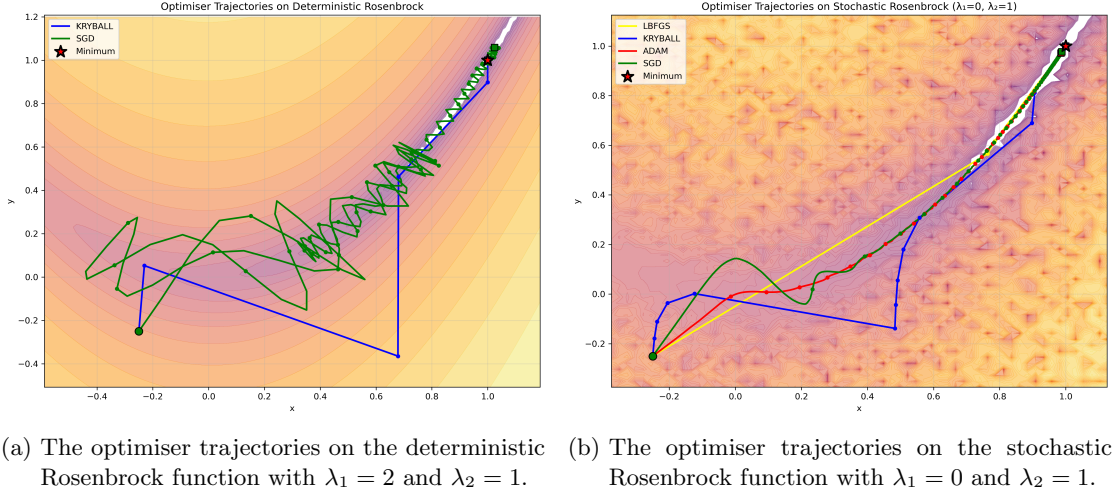 Optimiser Trajectories on Deterministic Rosenbrock
KRYBALL
SGD
Minimum
1.2
1.0
0.8
0.6
0.4
0.2
0.0
−0.2
−0.4
y
−0.4
−0.2
0.0
0.2
0.4
0.6
0.8
1.0
x
Optimiser Trajectories on Stochastic Rosenbrock (λ₁=0, λ₂=1)
LBFGS
KRYBALL
ADAM
SGD
Minimum
1.0
0.8
0.6
0.4
0.2
0.0
−0.2
y
−0.2
0.0
0.2
0.4
0.6
0.8
1.0
x
(a) The optimiser trajectories on the deterministic
Rosenbrock function with λ₁ = 2 and λ₂ = 1.
(b) The optimiser trajectories on the stochastic
Rosenbrock function with λ₁ = 0 and λ₂ = 1.